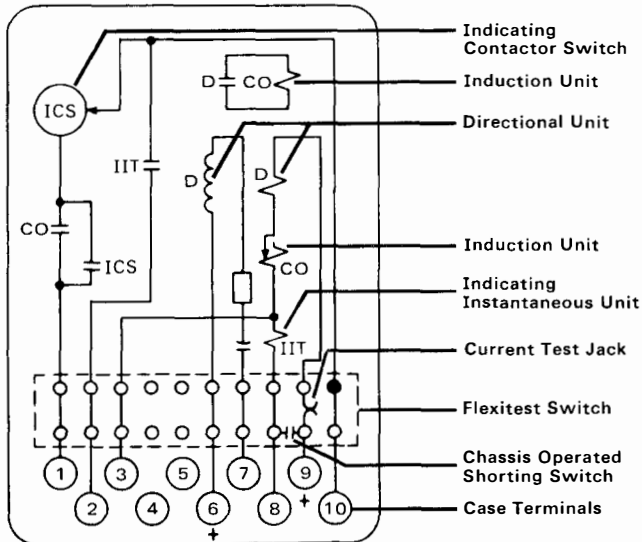 Indicating
Contactor Switch
D CO
Induction Unit
ICS
Directional Unit
IIT
D
D
CO
Induction Unit
ICS
CO
Indicating
Instantaneous Unit
IIT
Current Test Jack
Flexitest Switch
Chassis Operated
Shorting Switch
1 3 5 7 9
+
2 4 6 8 10
+
Case Terminals